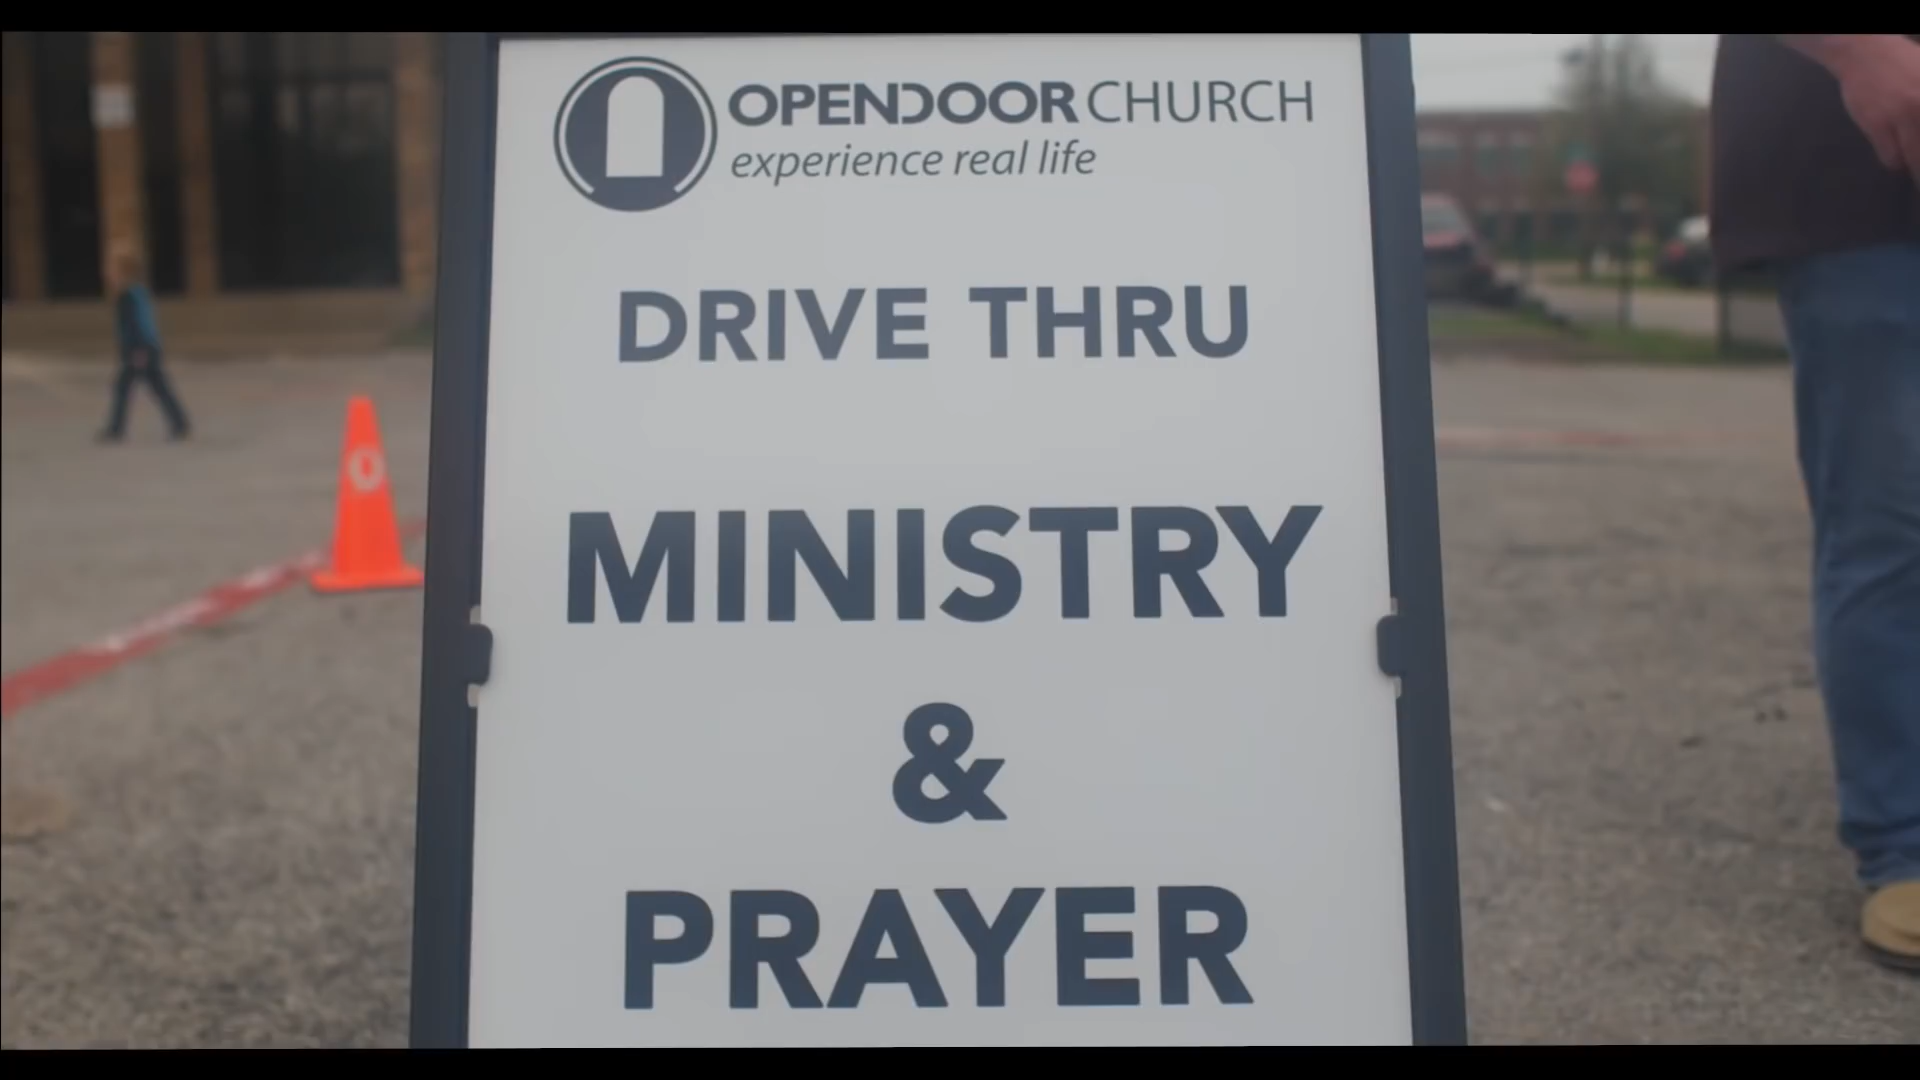 OPENDOOR CHURCH
experience real life
DRIVE THRU
MINISTRY
&
PRAYER